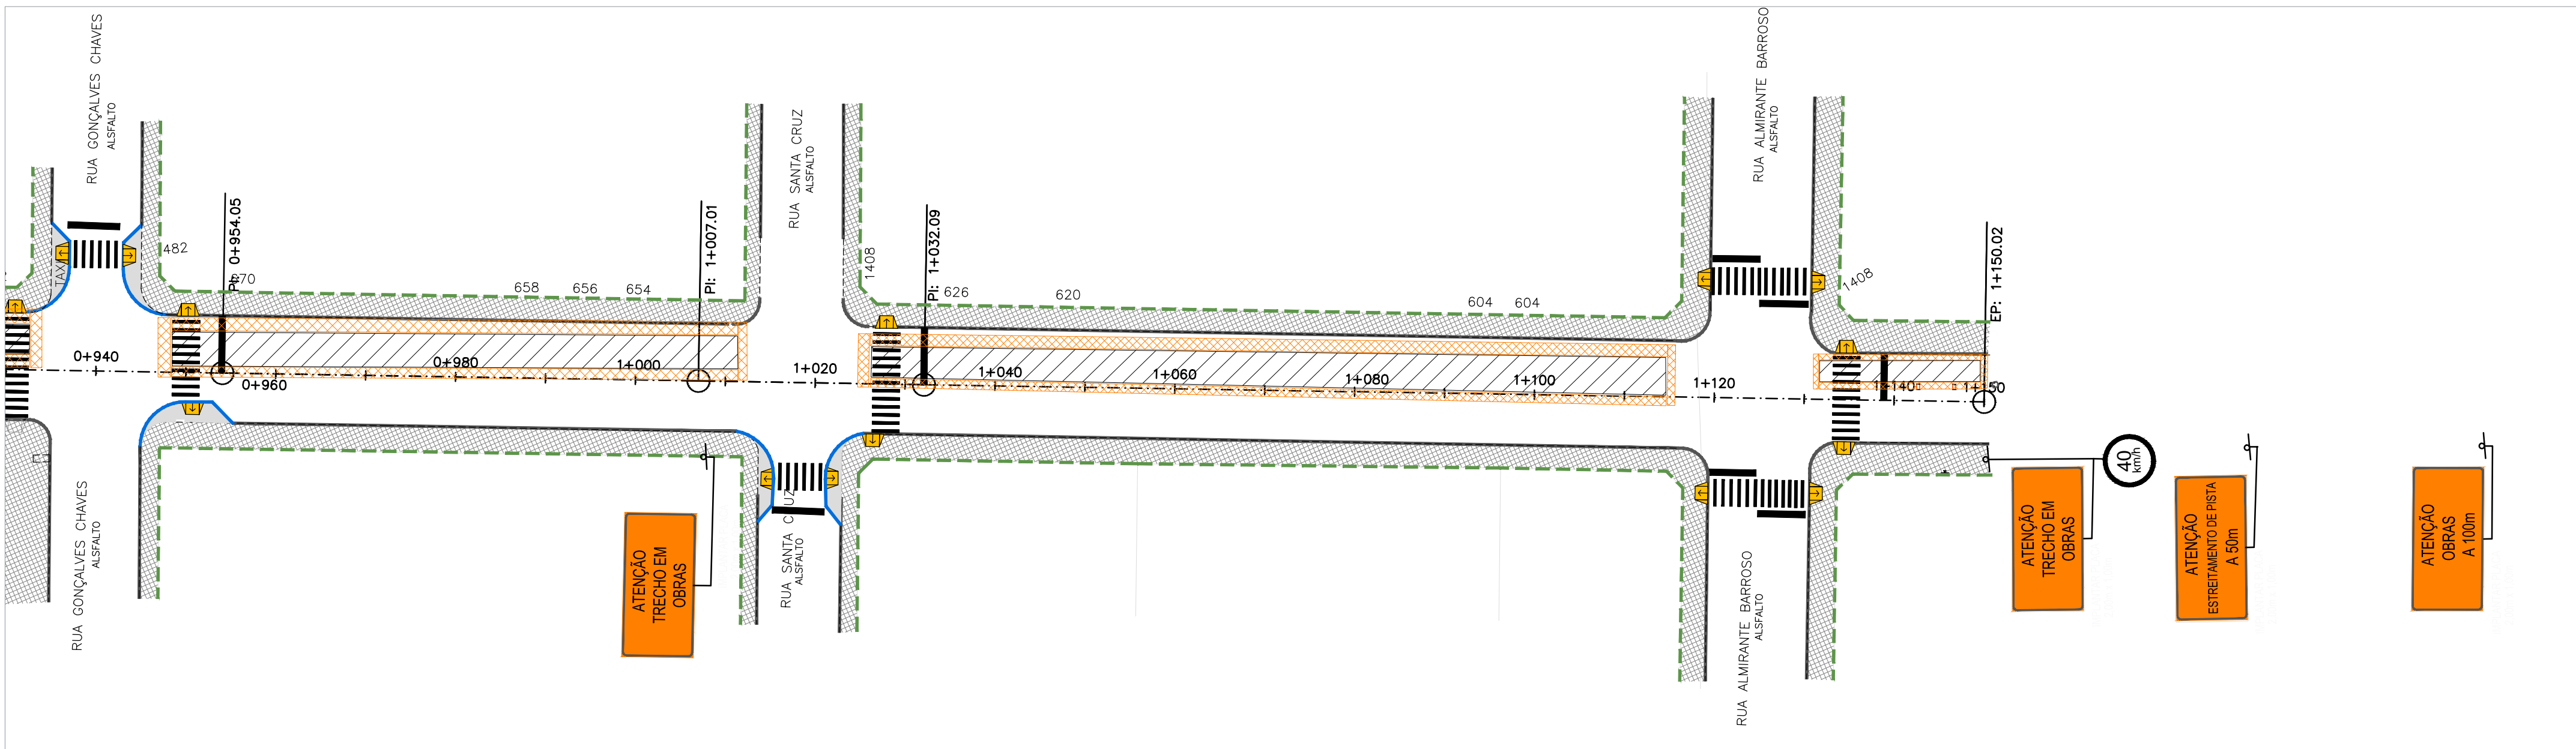 RUA GONÇALVES CHAVES
ALSFALTO
482
TAXI
670
PI: 0+954.05
658
656
654
PI: 1+007.01
RUA SANTA CRUZ
ALSFALTO
1408
PI: 1+032.09
626
620
604
604
RUA ALMIRANTE BARROSO
ALSFALTO
1408
EP: 1+150.02
0+940
0+960
0+980
1+000
1+020
1+040
1+060
1+080
1+100
1+120
1+140
1+150
RUA GONÇALVES CHAVES
ALSFALTO
ATENÇÃO
TRECHO EM
OBRAS
RUA SANTA CRUZ
ALSFALTO
RUA ALMIRANTE BARROSO
ALSFALTO
ATENÇÃO
TRECHO EM
OBRAS
40
km/h
ATENÇÃO
ESTREITAMENTO DE PISTA
A 50m
ATENÇÃO
OBRAS
A 100m